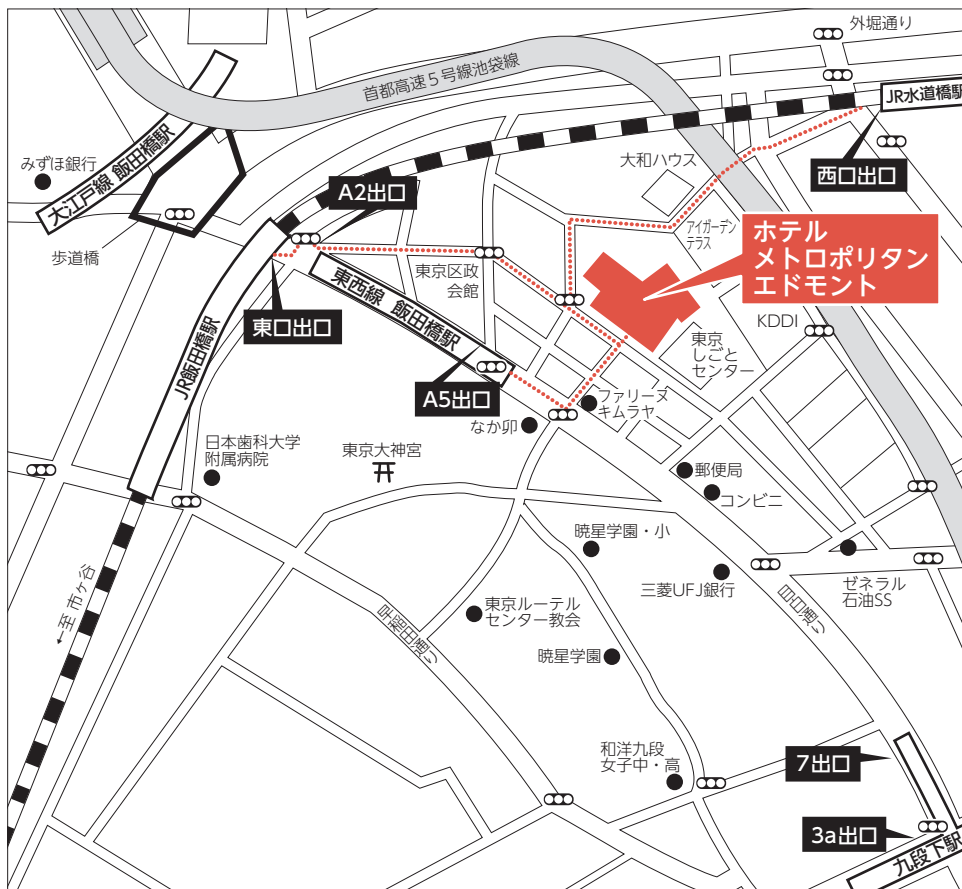 外堀通り
首都高速5号線池袋線
JR水道橋駅
みずほ銀行
大江戸線 飯田橋駅
大和ハウス
西口出口
A2出口
アイガーデン
テラス
ホテル
メトロポリタン
エドモント
歩道橋
東京区政
会館
東西線 飯田橋駅
東口出口
JR飯田橋駅
KDDI
東京
しごと
センター
A5出口
ファリーヌ
キムラヤ
なか卯
日本歯科大学
附属病院
東京大神宮
郵便局
コンビニ
暁星学園・小
三菱UFJ銀行
ゼネラル
石油SS
目白通り
←至 市ヶ谷
早稲田通り
東京ルーテル
センター教会
暁星学園
和洋九段
女子中・高
7出口
3a出口
九段下駅